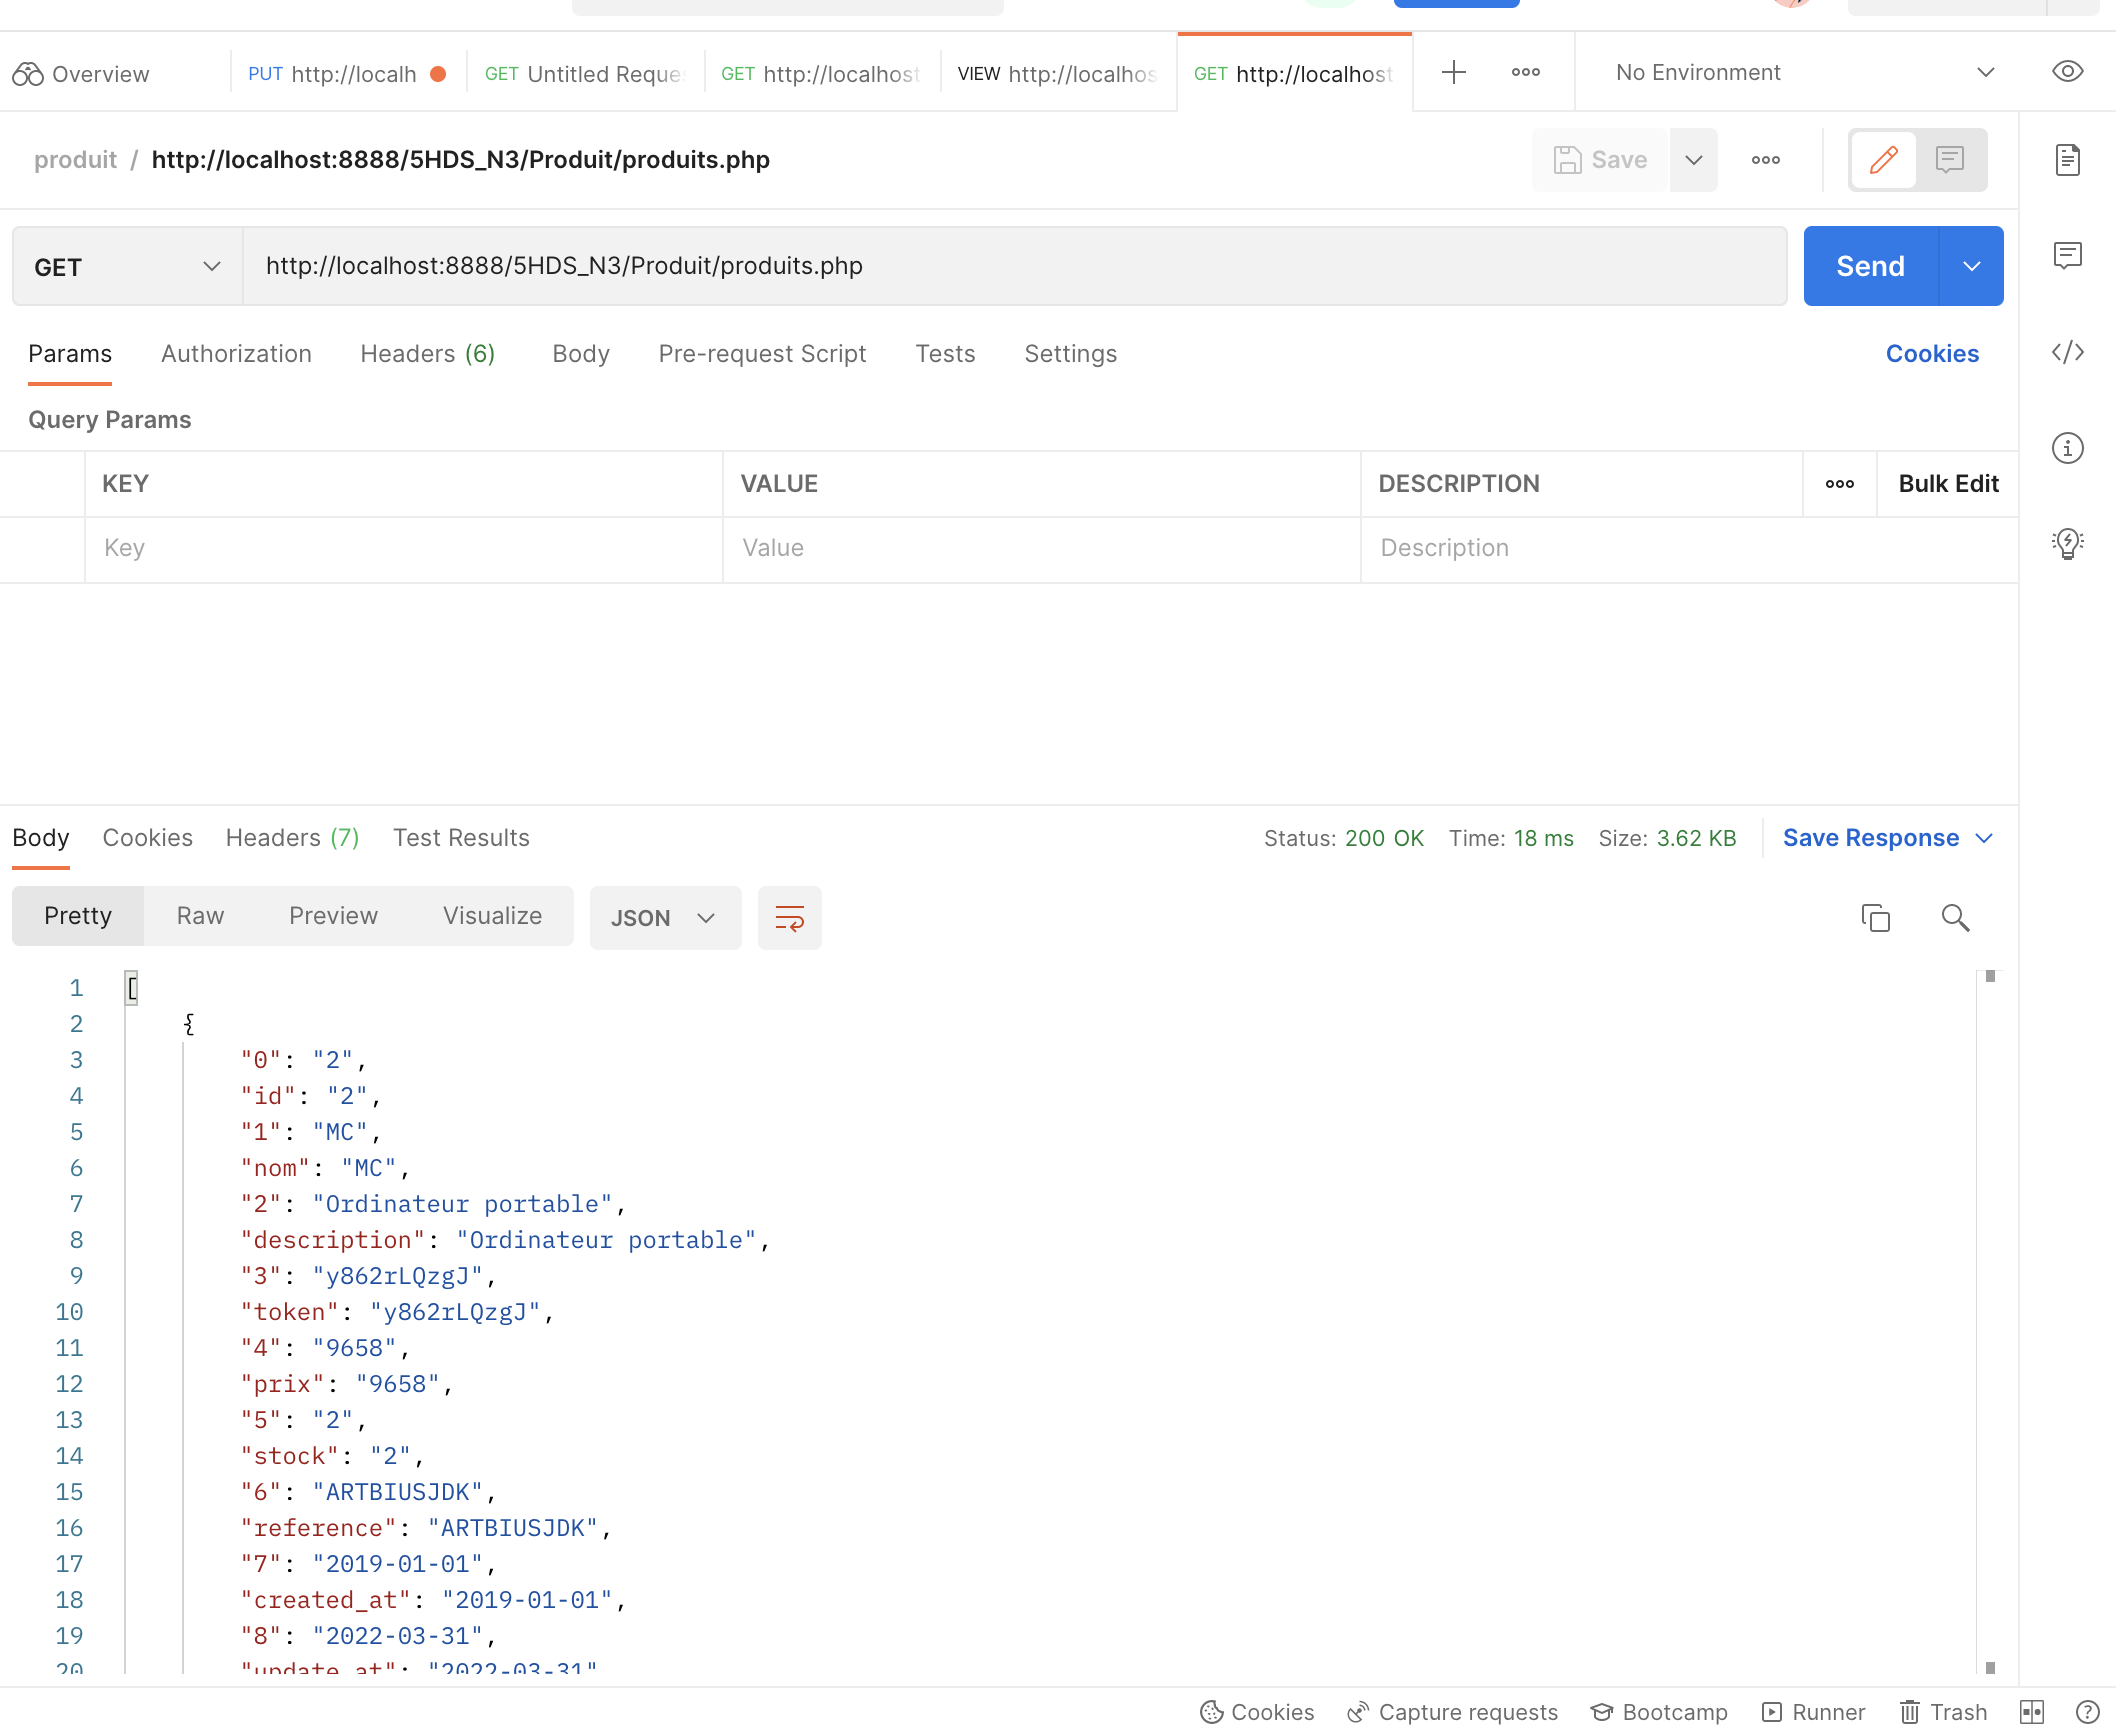 Overview PUT http://localh GET Untitled Reque GET http://localhost VIEW http://localhos GET http://localhost No Environment
produit / http://localhost:8888/5HDS_N3/Produit/produits.php Save
GET http://localhost:8888/5HDS_N3/Produit/produits.php Send
Params Authorization Headers (6) Body Pre-request Script Tests Settings Cookies
Query Params
KEY VALUE DESCRIPTION Bulk Edit
Key Value Description
Body Cookies Headers (7) Test Results Status: 200 OK Time: 18 ms Size: 3.62 KB Save Response
Pretty Raw Preview Visualize JSON
1 [
2 {
3 "0": "2",
4 "id": "2",
5 "1": "MC",
6 "nom": "MC",
7 "2": "Ordinateur portable",
8 "description": "Ordinateur portable",
9 "3": "y862rLQzgJ",
10 "token": "y862rLQzgJ",
11 "4": "9658",
12 "prix": "9658",
13 "5": "2",
14 "stock": "2",
15 "6": "ARTBIUSJDK",
16 "reference": "ARTBIUSJDK",
17 "7": "2019-01-01",
18 "created_at": "2019-01-01",
19 "8": "2022-03-31",
20 "update_at": "2022-03-31"
Cookies Capture requests Bootcamp Runner Trash